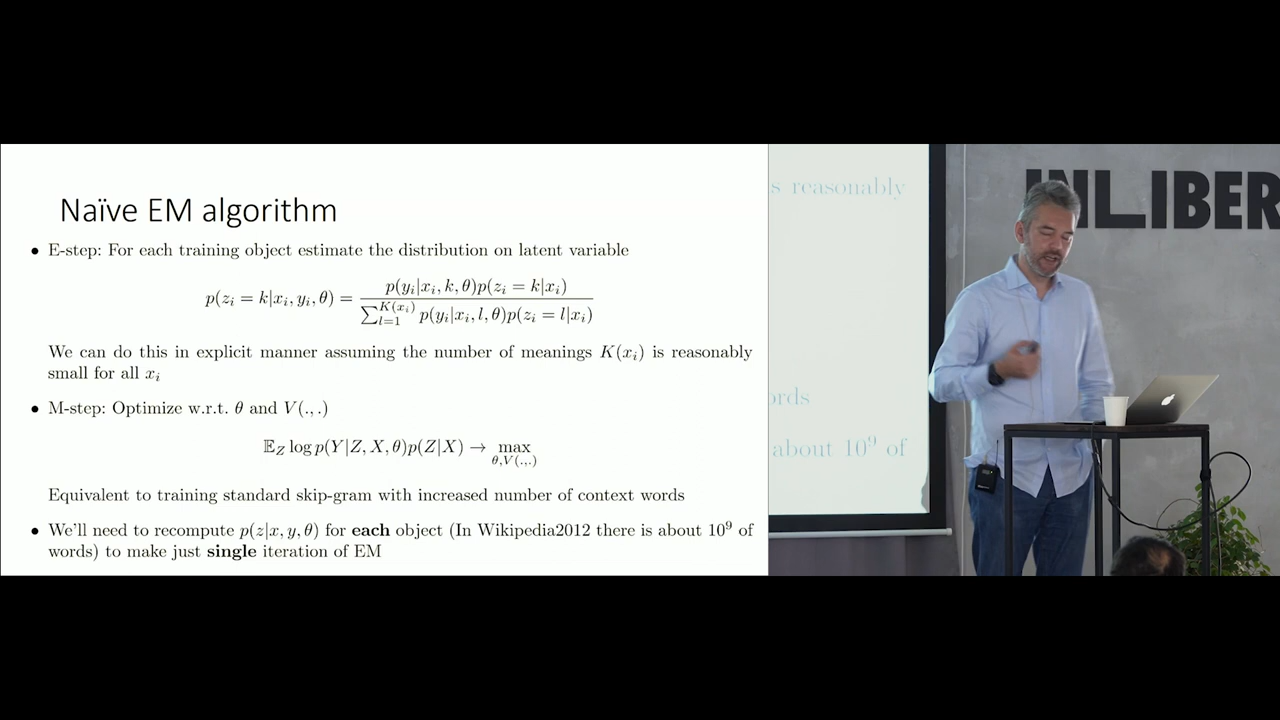 Naïve EM algorithm
• E-step: For each training object estimate the distribution on latent variable
p(z_i = k|x_i, y_i, θ) = \frac{p(y_i|x_i, k, θ)p(z_i = k|x_i)}{\sum_{l=1}^{K(x_i)} p(y_i|x_i, l, θ)p(z_i = l|x_i)}
We can do this in explicit manner assuming the number of meanings K(x_i) is reasonably
small for all x_i
• M-step: Optimize w.r.t. θ and V(., .)
𝔼_Z log p(Y|Z, X, θ)p(Z|X) → \max_{θ,V(.,.)}
Equivalent to training standard skip-gram with increased number of context words
• We'll need to recompute p(z|x, y, θ) for each object (In Wikipedia2012 there is about 10^9 of
words) to make just single iteration of EM
s reasonably
ords
about 10^9 of
INLIBER